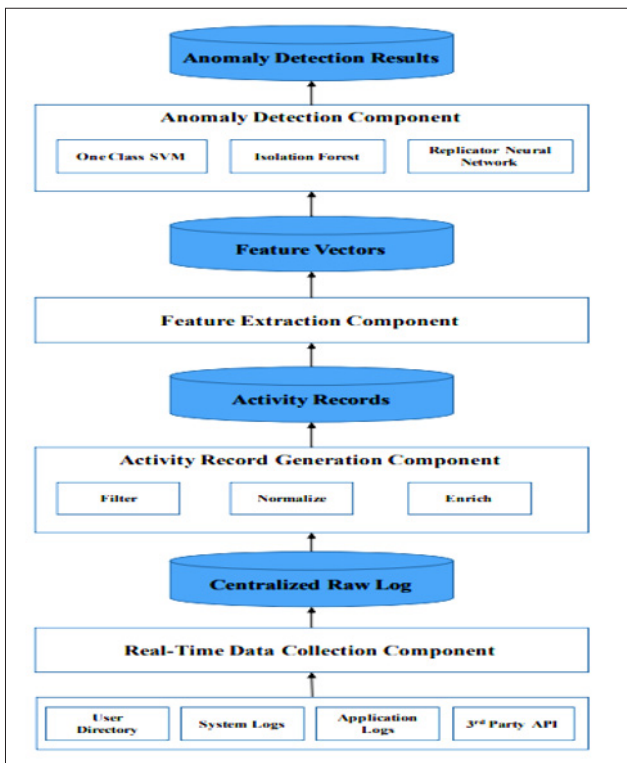 Anomaly Detection Results
Anomaly Detection Component
One Class SVM
Isolation Forest
Replicator Neural
Network
Feature Vectors
Feature Extraction Component
Activity Records
Activity Record Generation Component
Filter
Normalize
Enrich
Centralized Raw Log
Real-Time Data Collection Component
User
Directory
System Logs
Application
Logs
3rd Party API